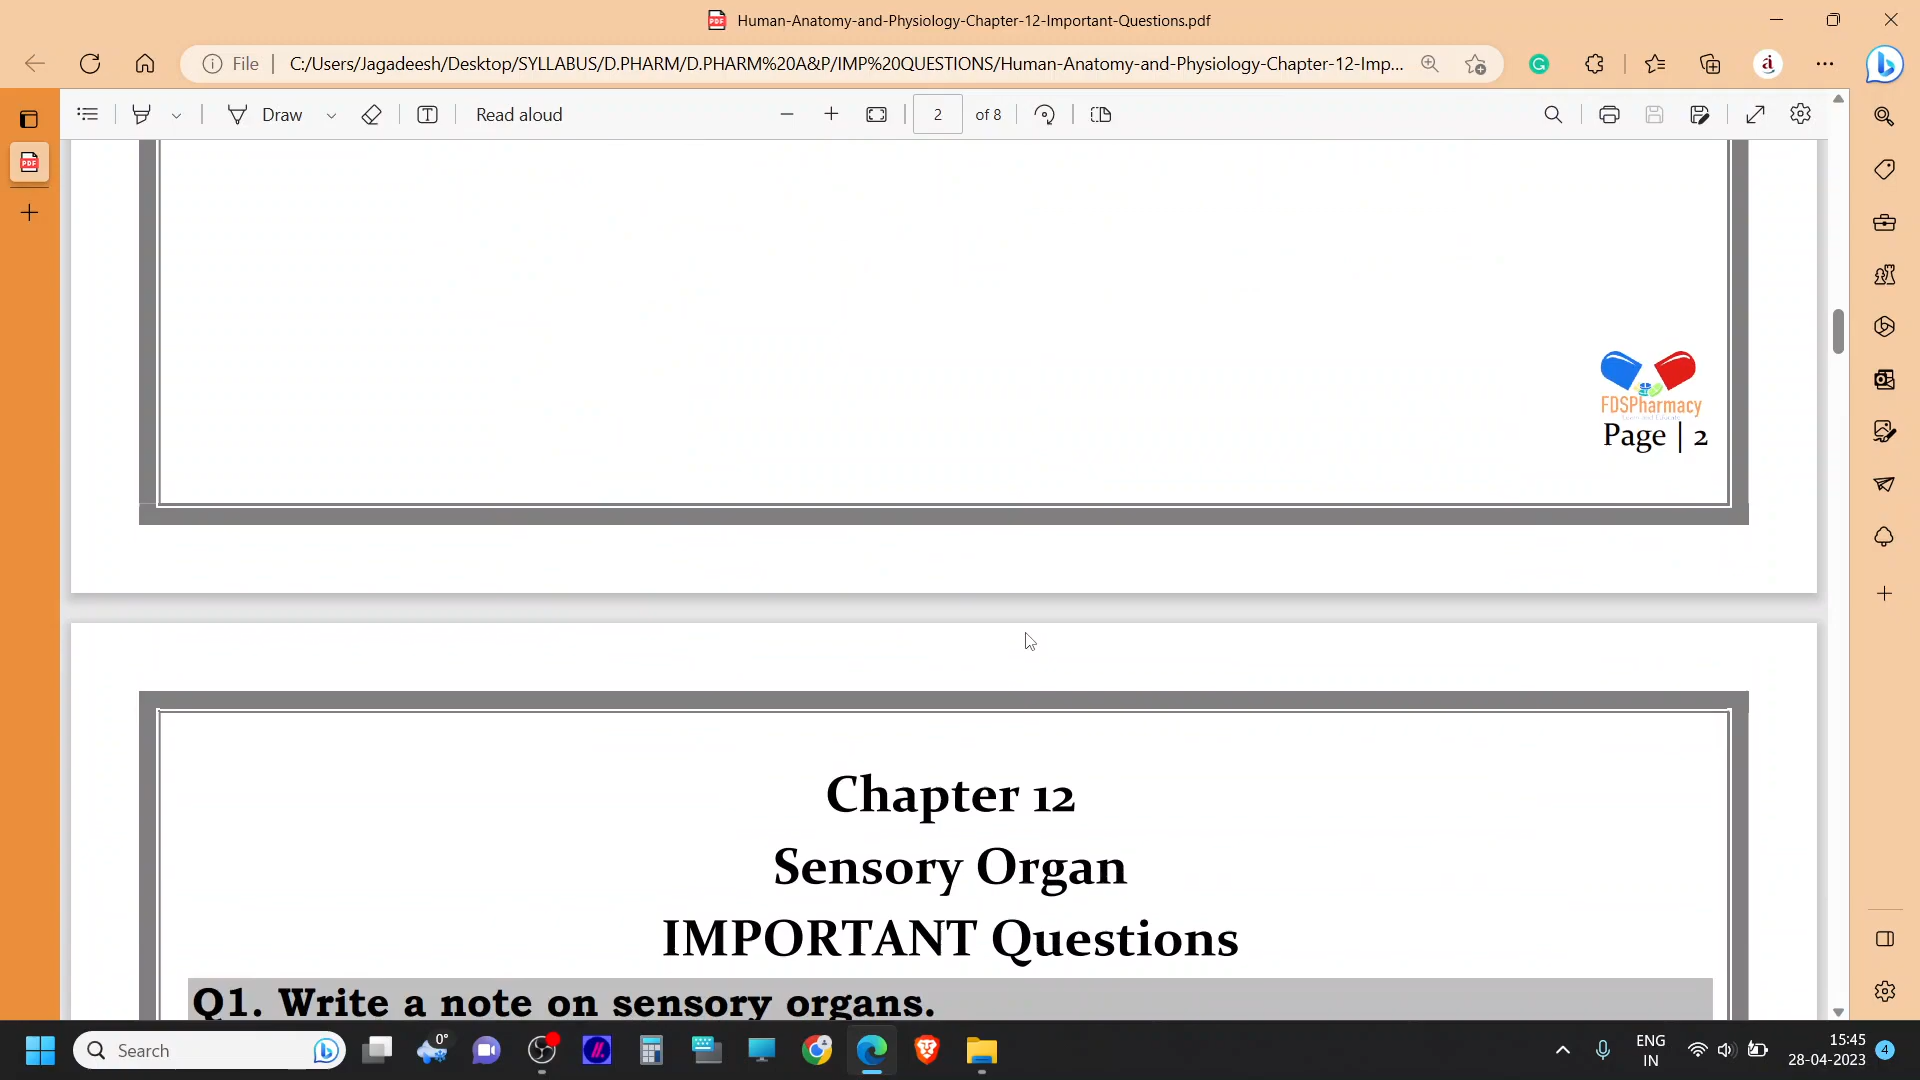 Human-Anatomy-and-Physiology-Chapter-12-Important-Questions.pdf
File C:/Users/Jagadeesh/Desktop/SYLLABUS/D.PHARM/D.PHARM%20A&P/IMP%20QUESTIONS/Human-Anatomy-and-Physiology-Chapter-12-Imp...
Draw Read aloud 2 of 8
FDSPharmacy
Page | 2
Chapter 12
Sensory Organ
IMPORTANT Questions
Q1. Write a note on sensory organs.
Search 0° ENG 15:45
IN 28-04-2023 4